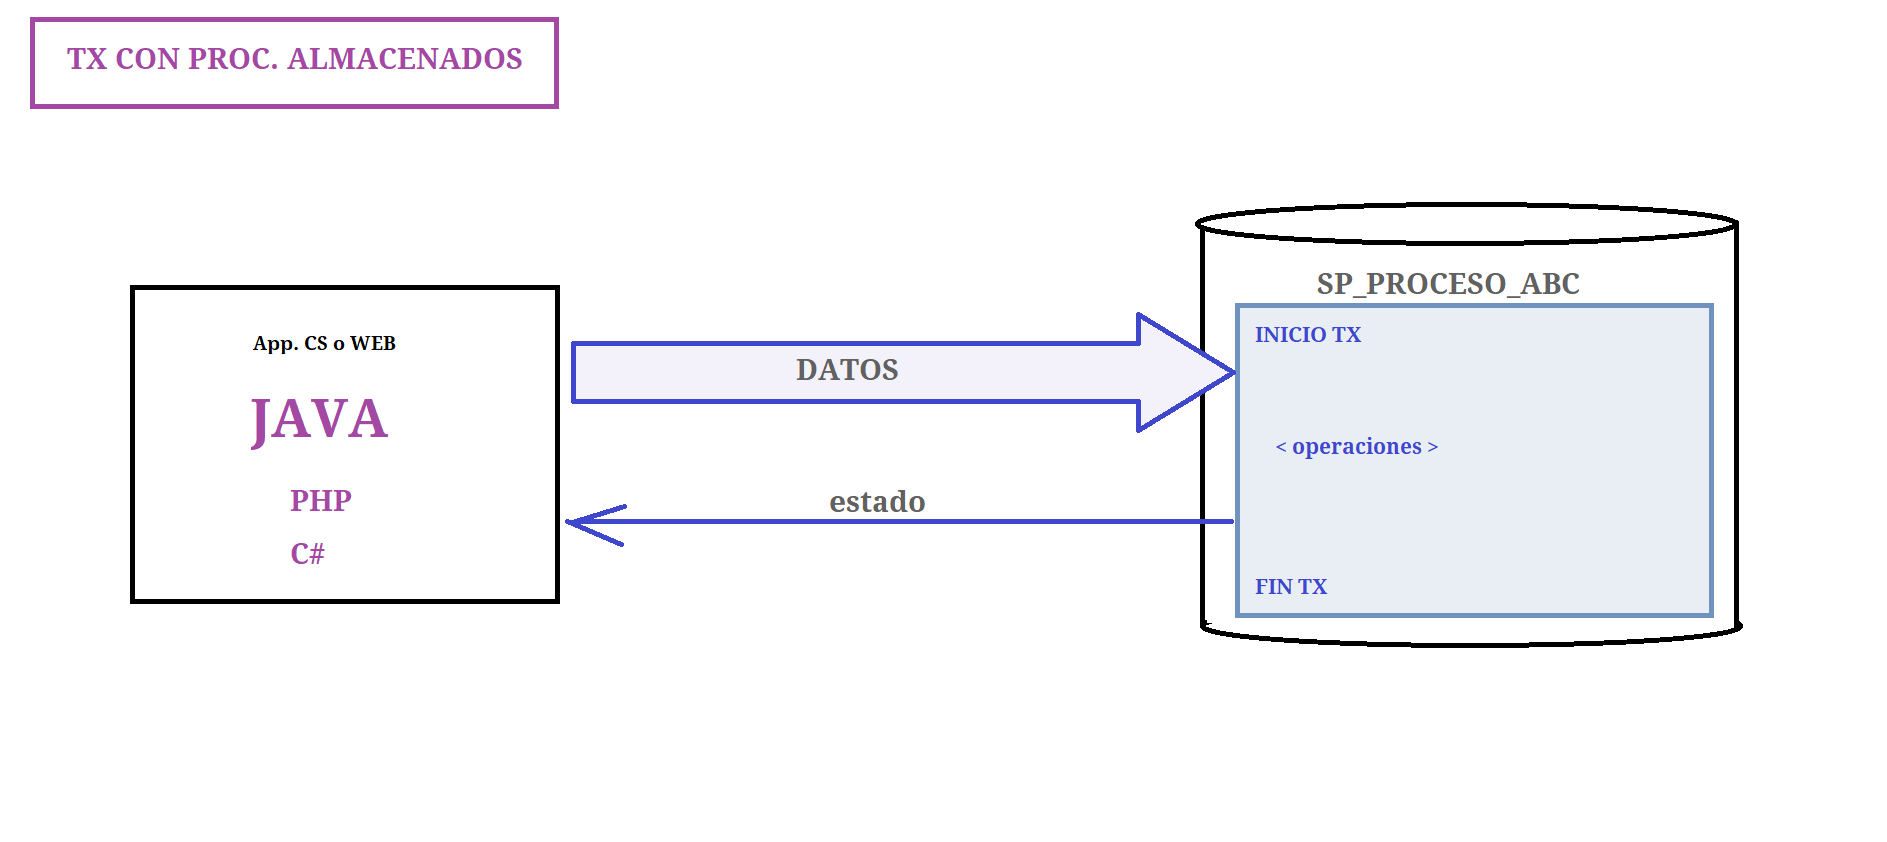 TX CON PROC. ALMACENADOS
App. CS o WEB
JAVA
PHP
C#
DATOS
estado
SP_PROCESO_ABC
INICIO TX
< operaciones >
FIN TX